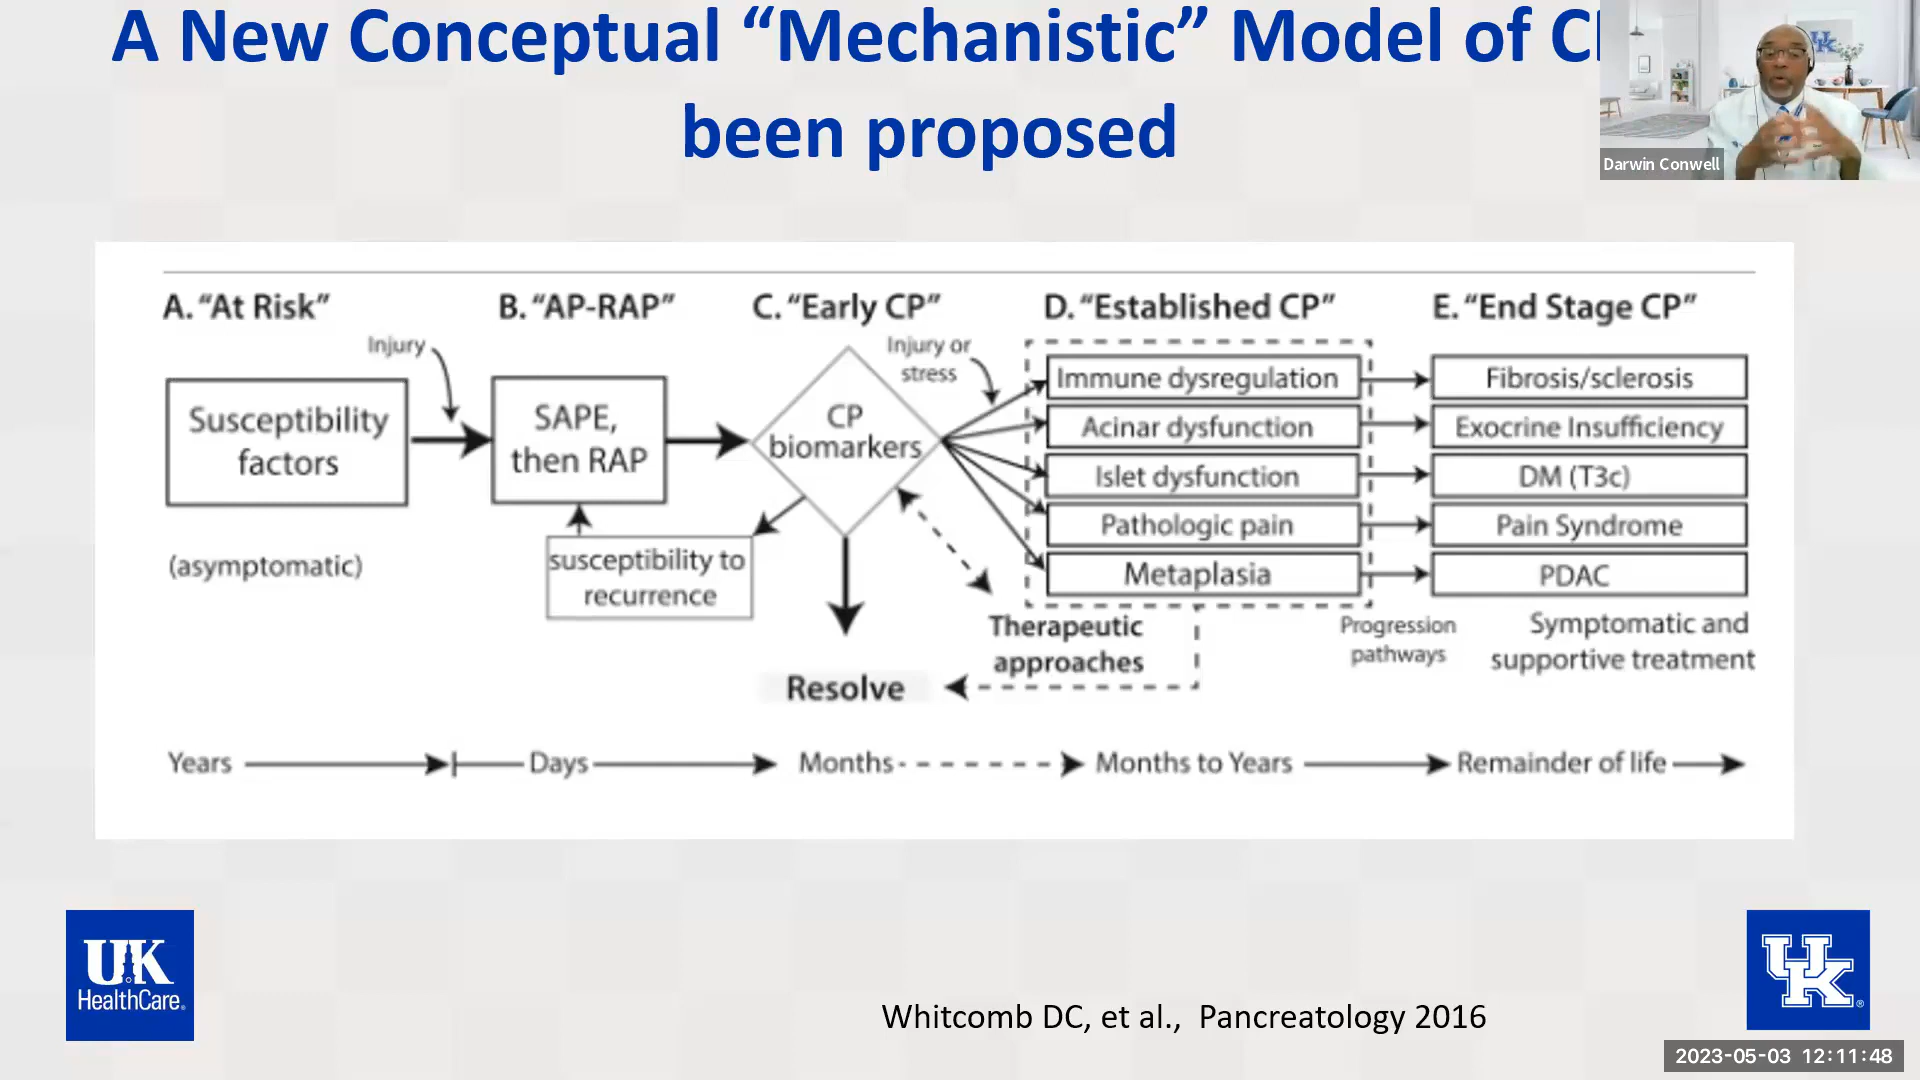 A New Conceptual “Mechanistic” Model of
been proposed
Darwin Conwell
A. “At Risk”
B. “AP-RAP”
C. “Early CP”
D. “Established CP”
E. “End Stage CP”
Injury
Injury or
stress
Susceptibility
factors
SAPE,
then RAP
CP
biomarkers
Immune dysregulation
Acinar dysfunction
Islet dysfunction
Pathologic pain
Metaplasia
Fibrosis/sclerosis
Exocrine Insufficiency
DM (T3c)
Pain Syndrome
PDAC
(asymptomatic)
susceptibility to
recurrence
Therapeutic
approaches
Progression
pathways
Symptomatic and
supportive treatment
Resolve
Years
Days
Months
Months to Years
Remainder of life
UK
HealthCare®
Whitcomb DC, et al., Pancreatology 2016
UK®
2023-05-03 12:11:48